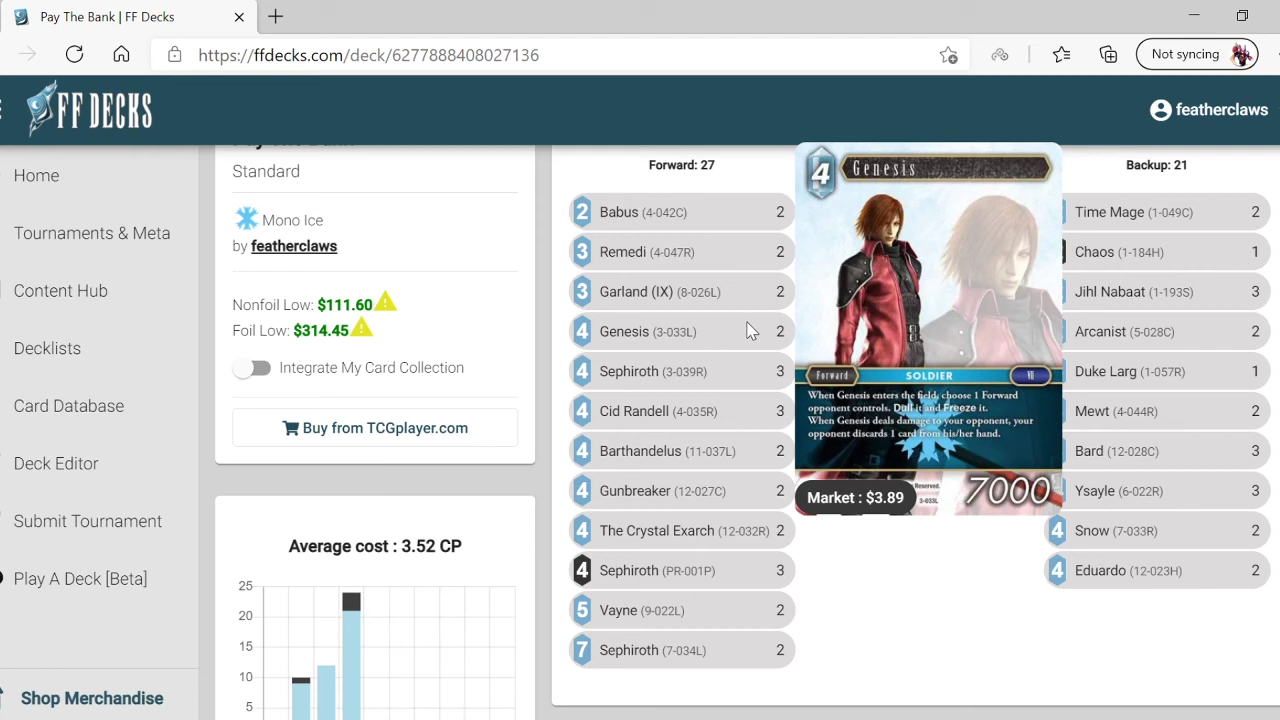 Pay The Bank | FF Decks
https://ffdecks.com/deck/6277888408027136
Not syncing
FF DECKS
featherclaws
Home
Tournaments & Meta
Content Hub
Decklists
Card Database
Deck Editor
Submit Tournament
Play A Deck [Beta]
Shop Merchandise
Pay The Bank
Standard
Mono Ice
by featherclaws
Nonfoil Low: $111.60
Foil Low: $314.45
Integrate My Card Collection
Buy from TCGplayer.com
Average cost : 3.52 CP
25
20
15
10
5
Forward: 27
2 Babus (4-042C) 2
3 Remedi (4-047R) 2
3 Garland (IX) (8-026L) 2
4 Genesis (3-033L) 2
4 Sephiroth (3-039R) 3
4 Cid Randell (4-035R) 3
4 Barthandelus (11-037L) 2
4 Gunbreaker (12-027C) 2
4 The Crystal Exarch (12-032R) 2
4 Sephiroth (PR-001P) 3
5 Vayne (9-022L) 2
7 Sephiroth (7-034L) 2
4 Genesis
Forward SOLDIER VII
When Genesis enters the field, choose 1 Forward
opponent controls. Dull it and Freeze it.
When Genesis deals damage to your opponent, your
opponent discards 1 card from his/her hand.
Reserved.
3-033L
7000
Market : $3.89
Backup: 21
Time Mage (1-049C) 2
Chaos (1-184H) 1
Jihl Nabaat (1-193S) 3
Arcanist (5-028C) 2
Duke Larg (1-057R) 1
Mewt (4-044R) 2
Bard (12-028C) 3
Ysayle (6-022R) 3
4 Snow (7-033R) 2
4 Eduardo (12-023H) 2